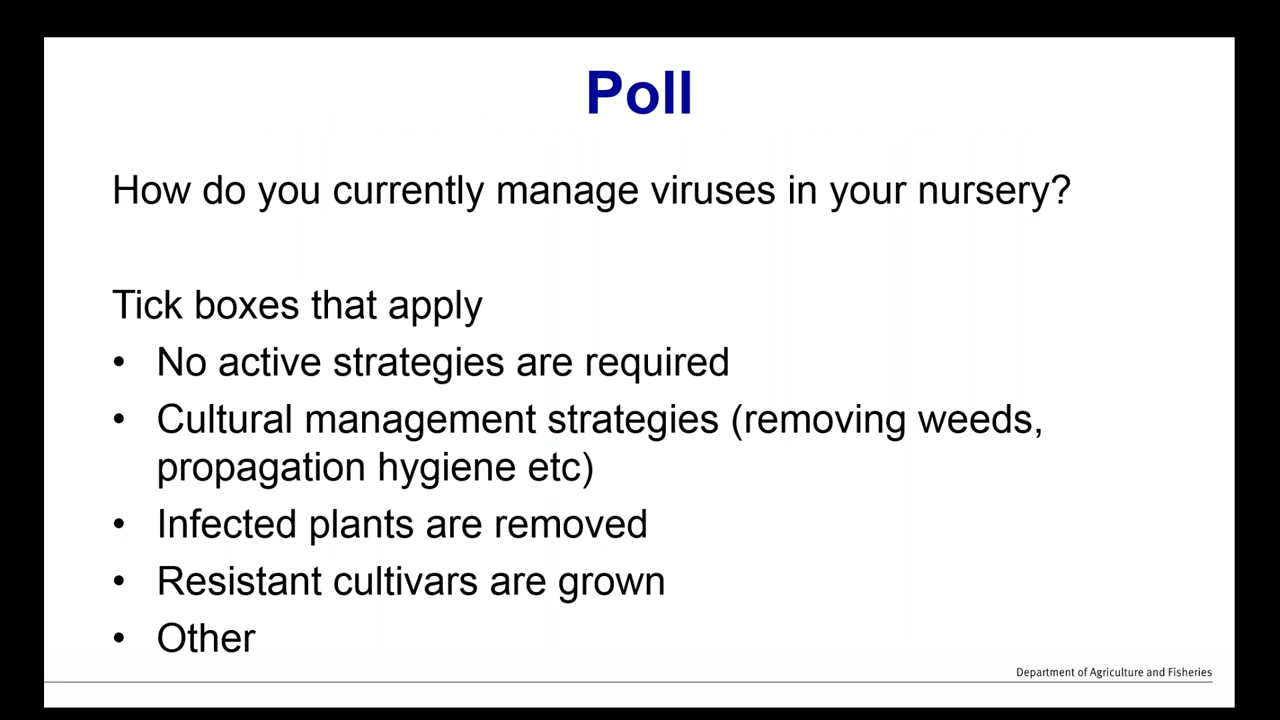 Poll
How do you currently manage viruses in your nursery?
Tick boxes that apply
• No active strategies are required
• Cultural management strategies (removing weeds,
propagation hygiene etc)
• Infected plants are removed
• Resistant cultivars are grown
• Other
Department of Agriculture and Fisheries